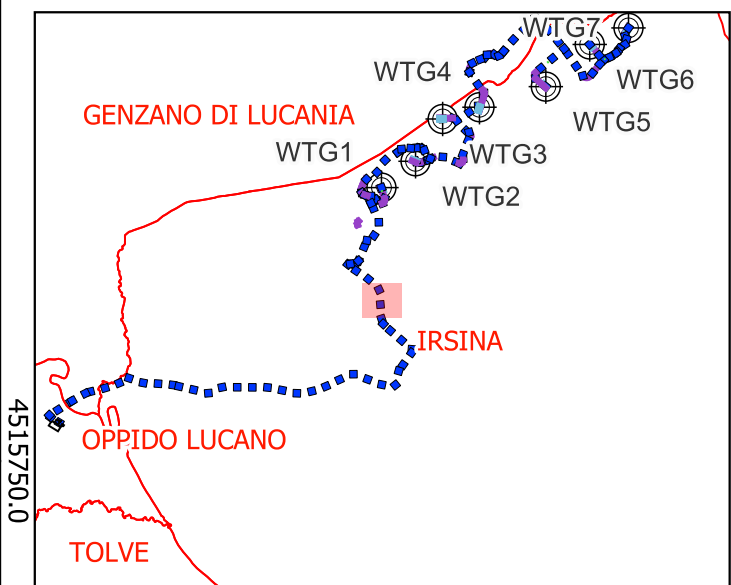 WTG7
WTG4
WTG6
GENZANO DI LUCANIA
WTG5
WTG1
WTG3
WTG2
IRSINA
4515750.0
OPPIDO LUCANO
TOLVE